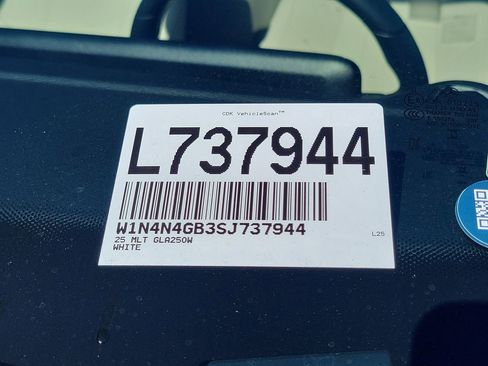 CDK VehicleScan™
L737944
W1N4N4GB3SJ737944
25 MLT GLA250W
L25
WHITE